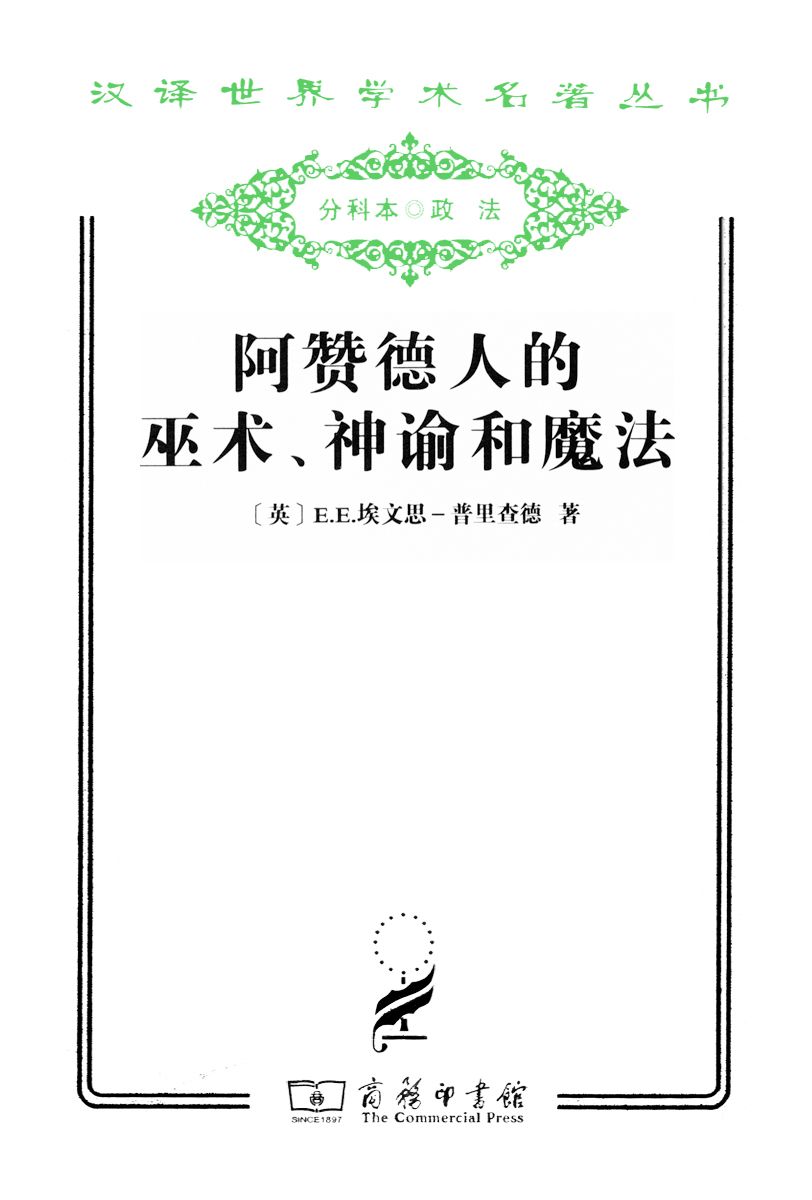 汉译世界学术名著丛书
分科本◎政 法
阿赞德人的
巫术、神谕和魔法
〔英〕E.E.埃文思－普里查德 著
商務印書館
SINCE1897
The Commercial Press